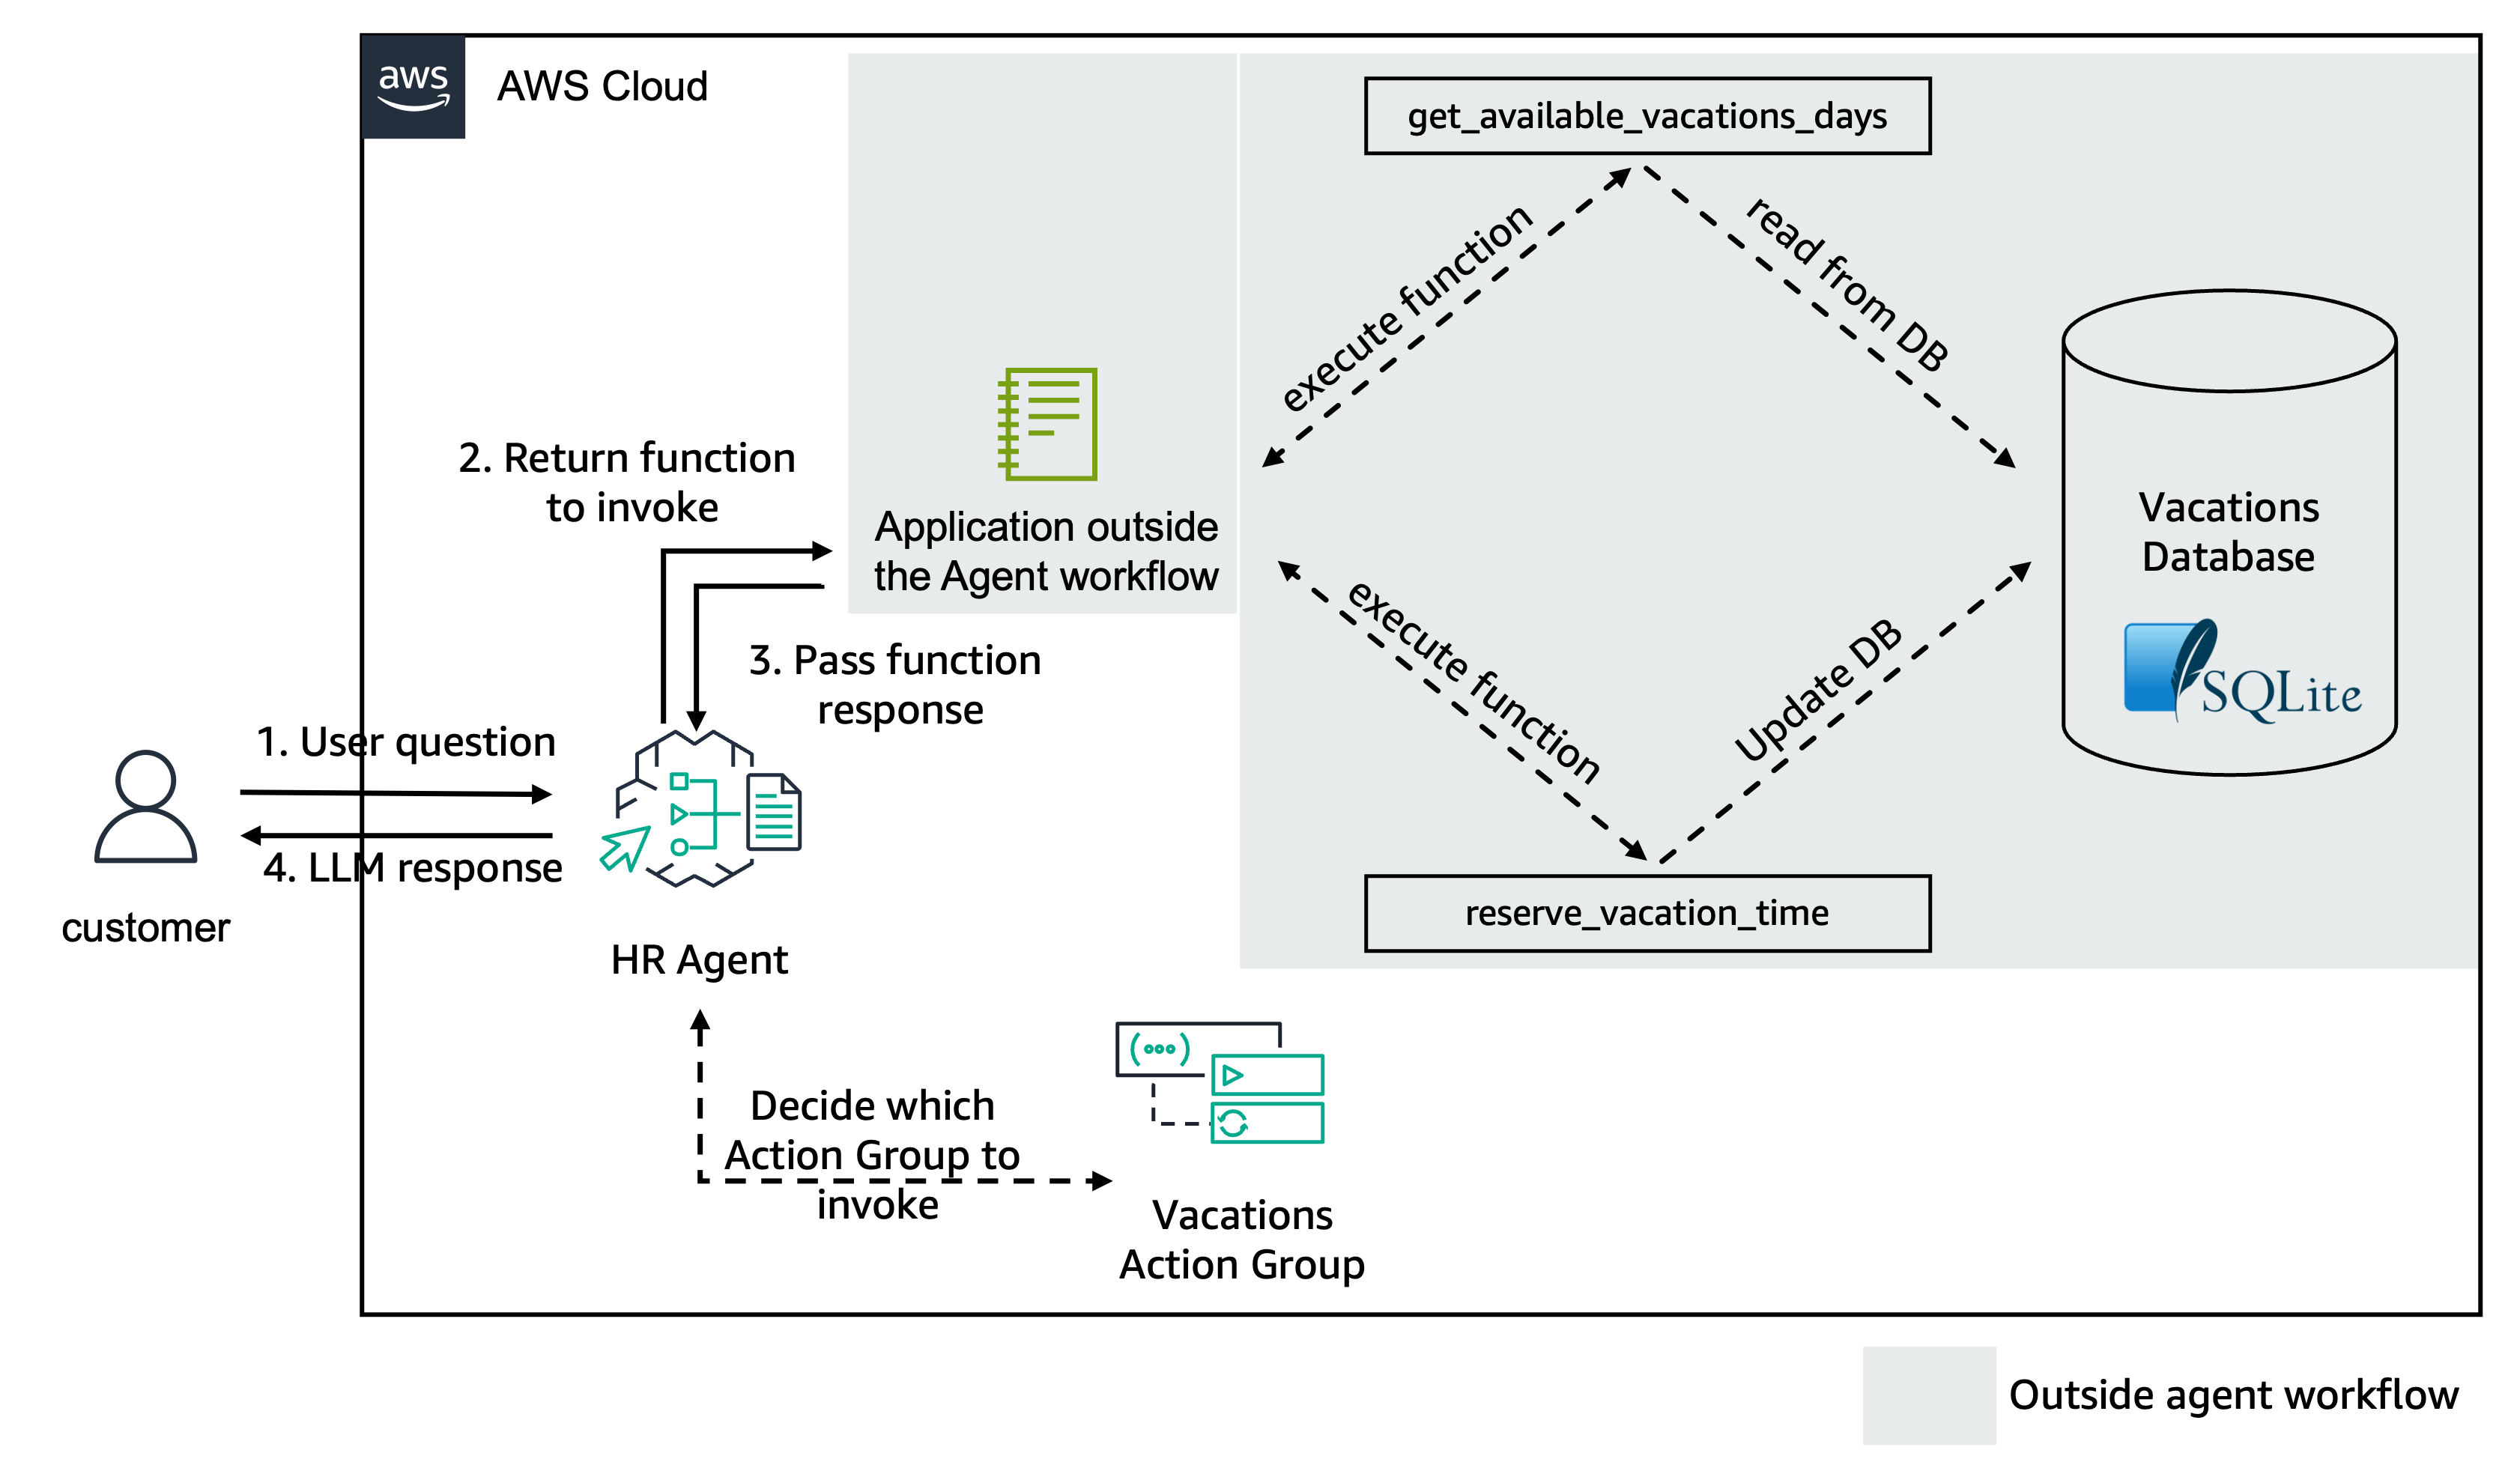 aws
AWS Cloud
get_available_vacations_days
execute function
read from DB
2. Return function
to invoke
Application outside
the Agent workflow
Vacations
Database
SQLite
execute function
Update DB
3. Pass function
response
1. User question
4. LLM response
customer
HR Agent
reserve_vacation_time
Decide which
Action Group to
invoke
Vacations
Action Group
Outside agent workflow